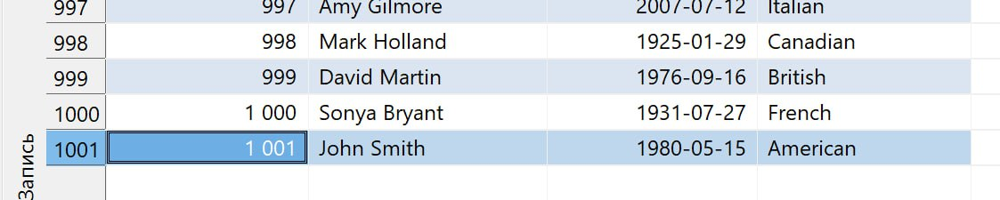 997 997 Amy Gilmore 2007-07-12 Italian
998 998 Mark Holland 1925-01-29 Canadian
999 999 David Martin 1976-09-16 British
1000 1 000 Sonya Bryant 1931-07-27 French
1001 1 001 John Smith 1980-05-15 American
Запись